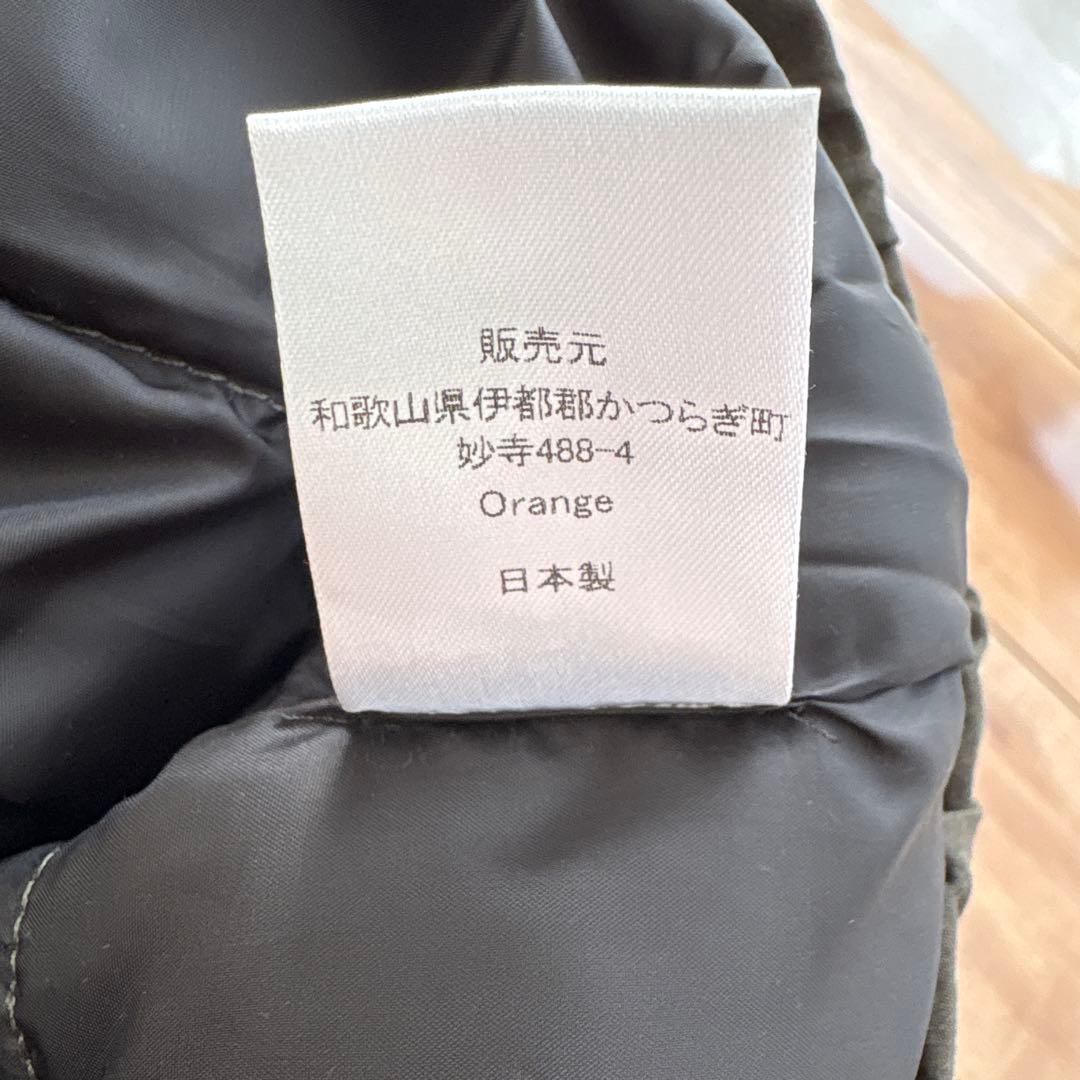 販売元
和歌山県伊都郡かつらぎ町
妙寺488-4
Orange
日本製